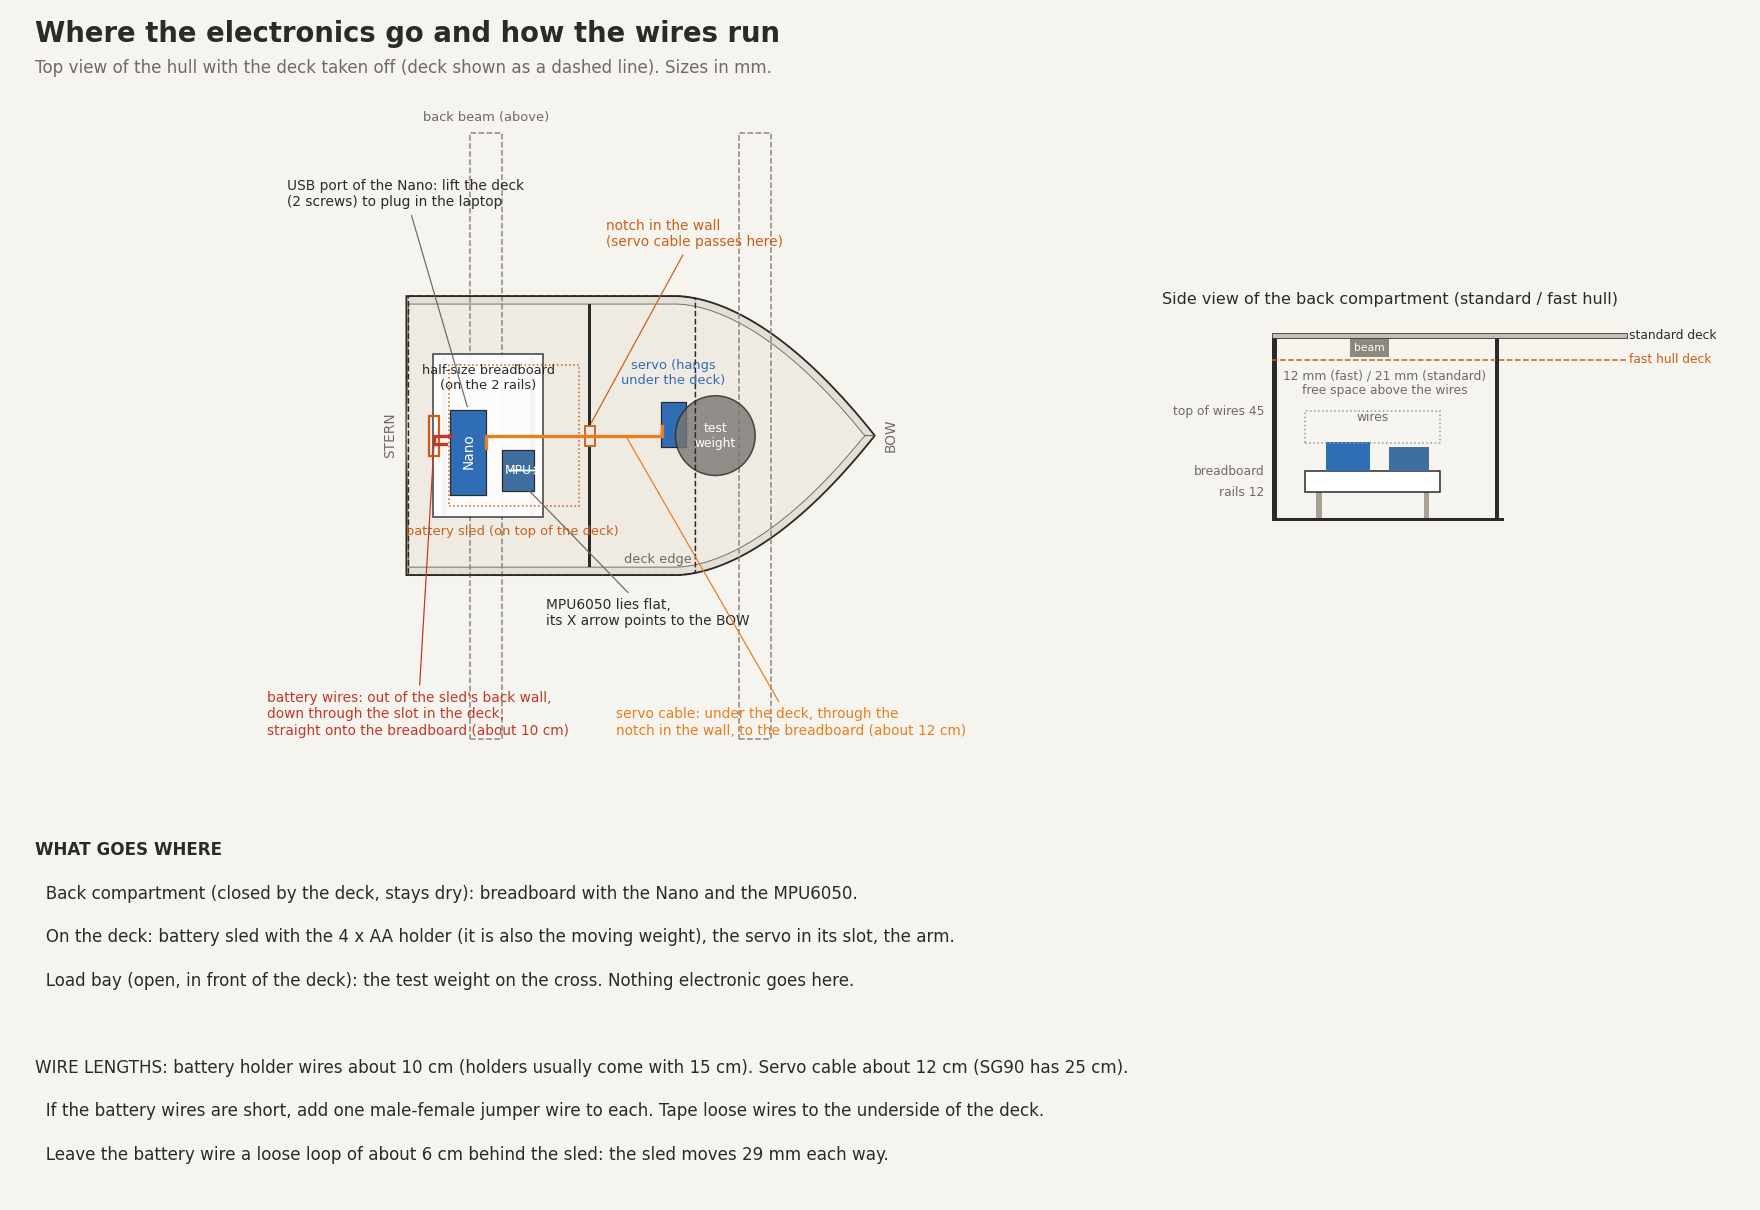 Where the electronics go and how the wires run
Top view of the hull with the deck taken off (deck shown as a dashed line). Sizes in mm.
back beam (above)
USB port of the Nano: lift the deck
(2 screws) to plug in the laptop
notch in the wall
(servo cable passes here)
half-size breadboard
(on the 2 rails)
servo (hangs
under the deck)
STERN
Nano
MPU
test
weight
BOW
battery sled (on top of the deck)
deck edge
MPU6050 lies flat,
its X arrow points to the BOW
battery wires: out of the sled's back wall,
down through the slot in the deck,
straight onto the breadboard (about 10 cm)
servo cable: under the deck, through the
notch in the wall, to the breadboard (about 12 cm)
Side view of the back compartment (standard / fast hull)
standard deck
beam
fast hull deck
12 mm (fast) / 21 mm (standard)
free space above the wires
top of wires 45
wires
breadboard
rails 12
WHAT GOES WHERE
Back compartment (closed by the deck, stays dry): breadboard with the Nano and the MPU6050.
On the deck: battery sled with the 4 x AA holder (it is also the moving weight), the servo in its slot, the arm.
Load bay (open, in front of the deck): the test weight on the cross. Nothing electronic goes here.
WIRE LENGTHS: battery holder wires about 10 cm (holders usually come with 15 cm). Servo cable about 12 cm (SG90 has 25 cm).
If the battery wires are short, add one male-female jumper wire to each. Tape loose wires to the underside of the deck.
Leave the battery wire a loose loop of about 6 cm behind the sled: the sled moves 29 mm each way.